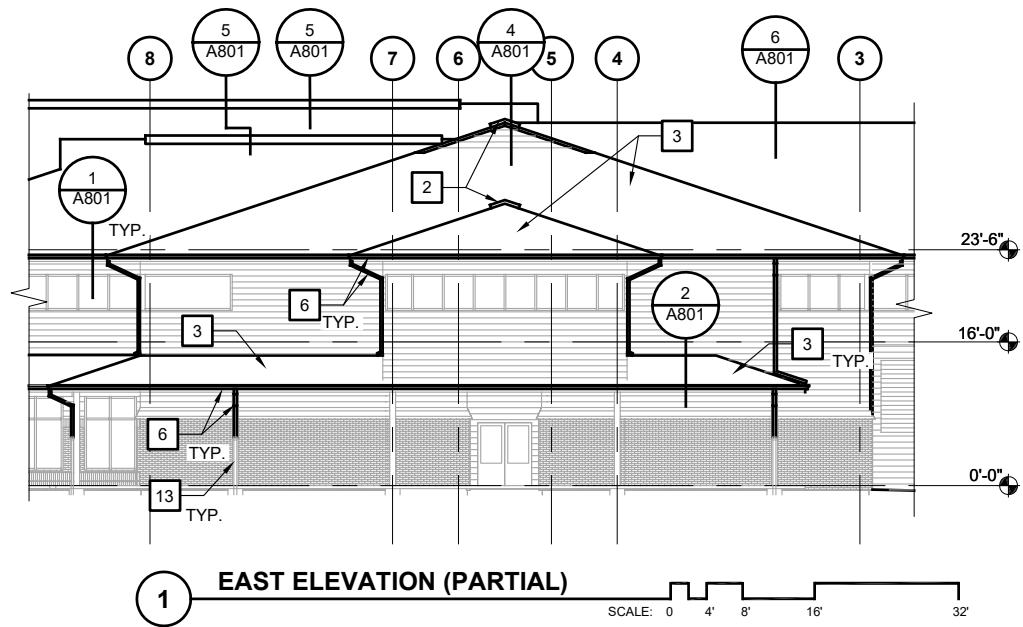 5
A801
5
A801
4
A801
6
A801
8
7
6
5
4
3
3
2
1
A801
TYP.
23'-6"
6
TYP.
2
A801
3
3
TYP.
16'-0"
6
TYP.
13
TYP.
0'-0"
1
EAST ELEVATION (PARTIAL)
SCALE: 0 4' 8' 16' 32'